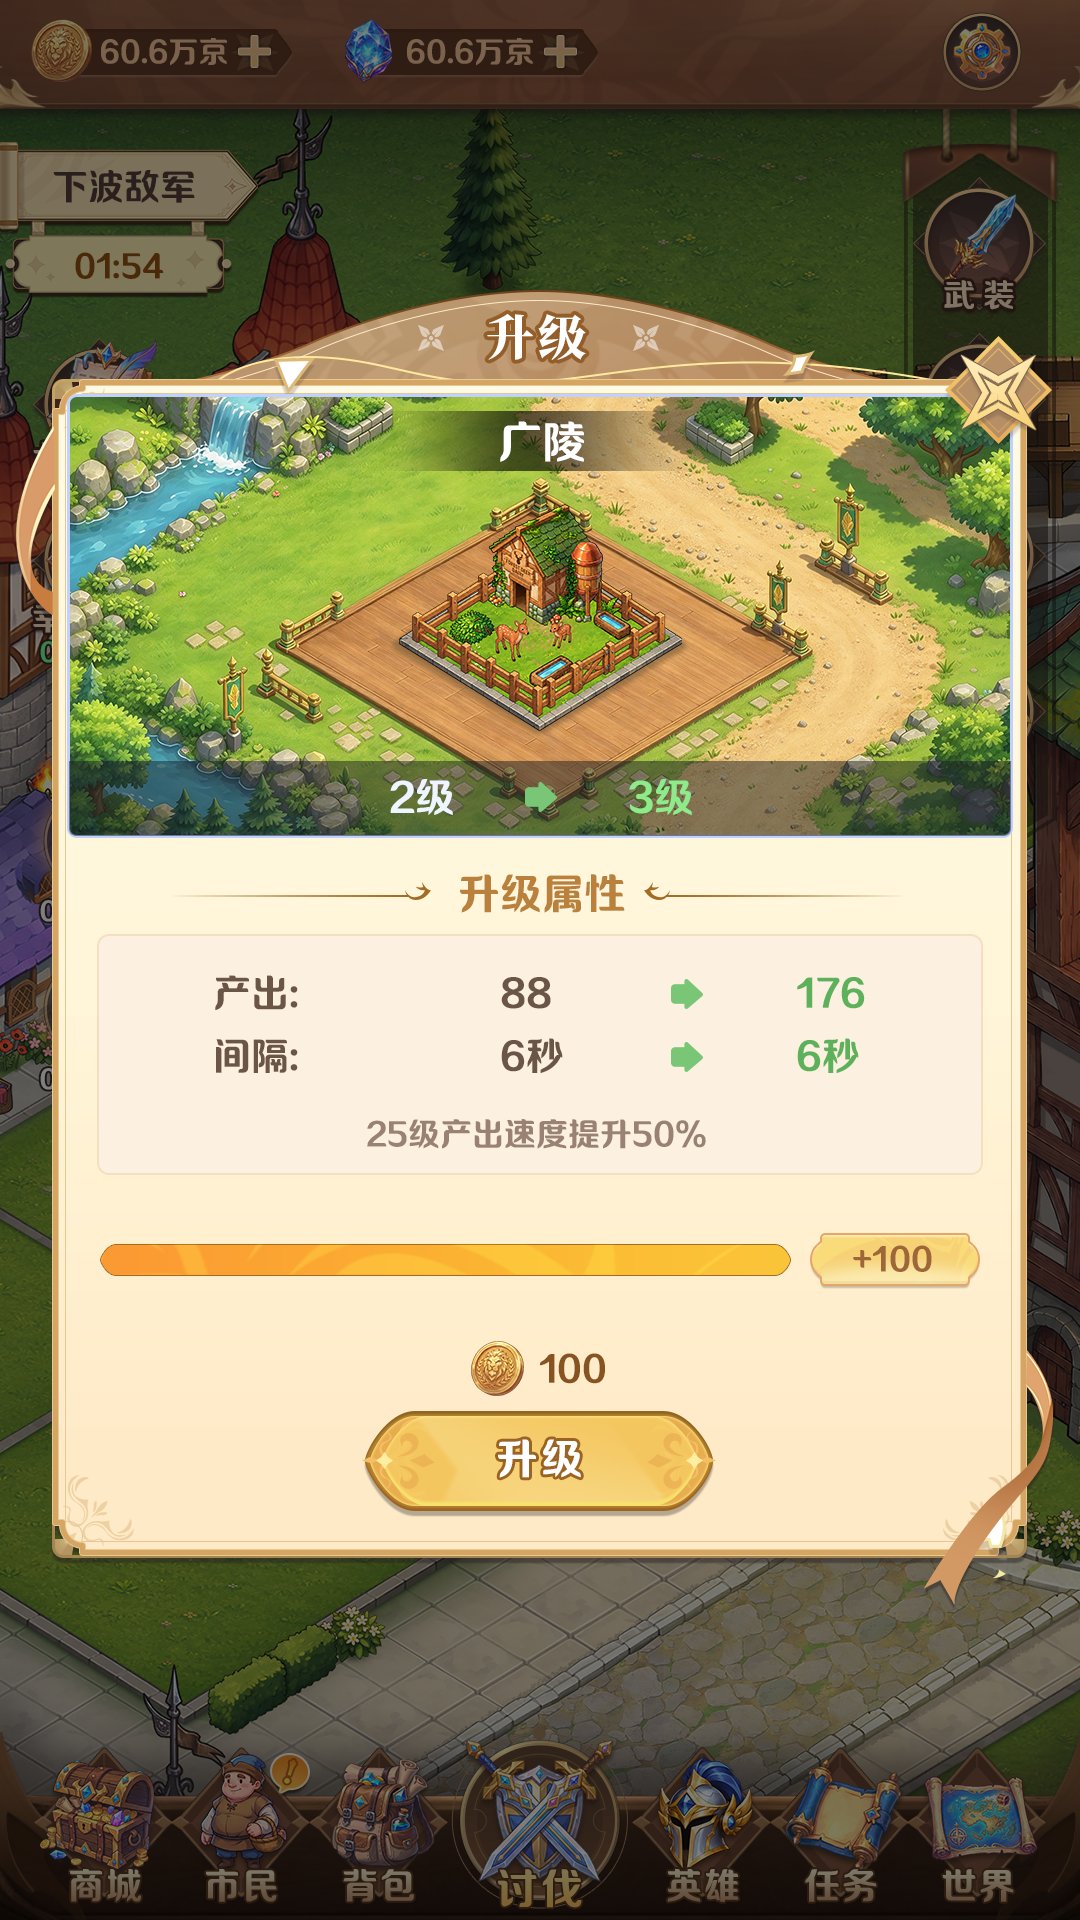 60.6万京
60.6万京
下波敌军
01:54
武装
升级
广陵
2级 3级
升级属性
产出: 88 176
间隔: 6秒 6秒
25级产出速度提升50%
+100
100
升级
商城 市民 背包 讨伐 英雄 任务 世界